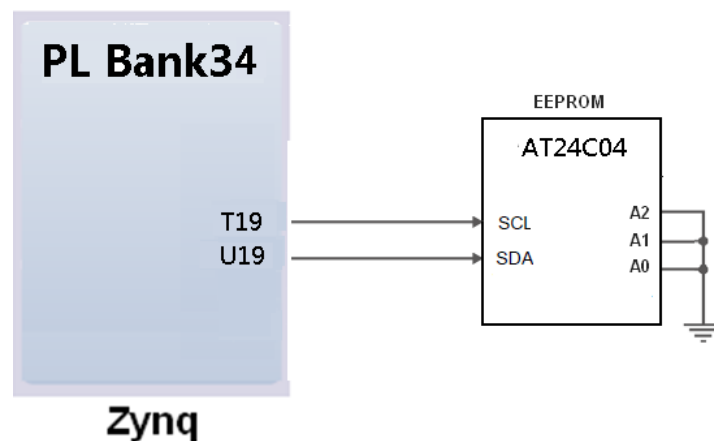 PL Bank34
EEPROM
AT24C04
T19
SCL
A2
A1
U19
SDA
A0
Zynq